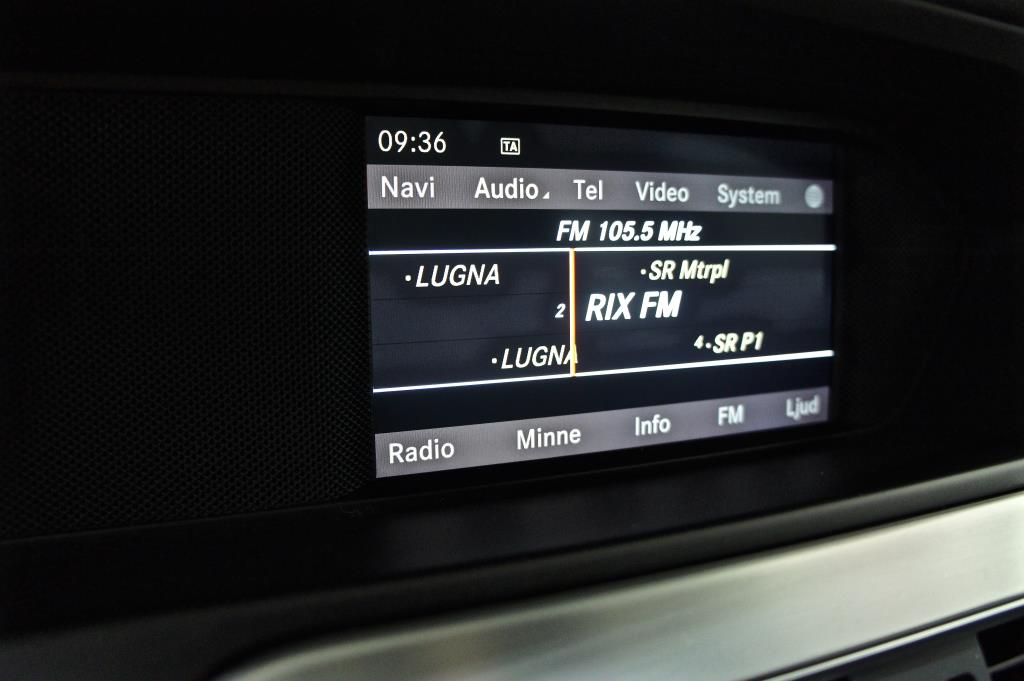 09:36 TA
Navi Audio Tel Video System
FM 105.5 MHz
·LUGNA ·SR Mtrpl
2 RIX FM
·LUGNA 4·SR P1
Radio Minne Info FM Ljud